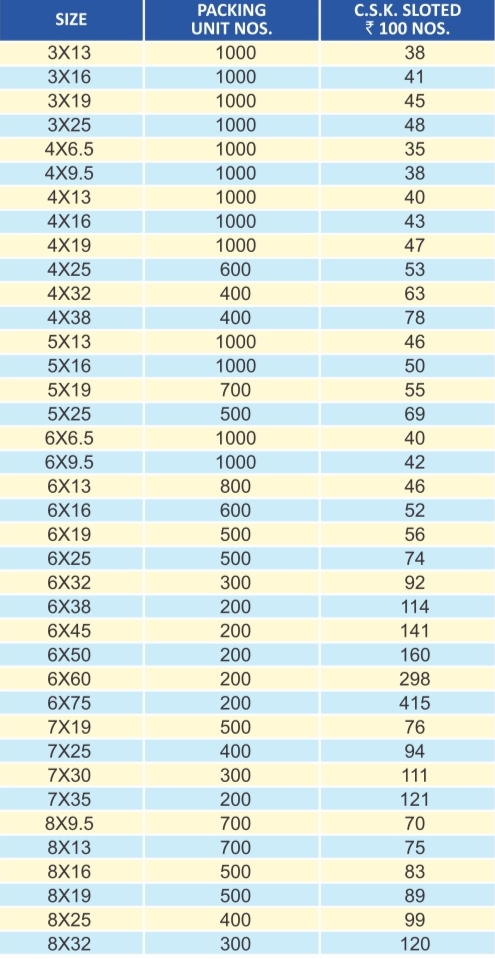 SIZE PACKING UNIT NOS. C.S.K. SLOTED ₹ 100 NOS.
3X13 1000 38
3X16 1000 41
3X19 1000 45
3X25 1000 48
4X6.5 1000 35
4X9.5 1000 38
4X13 1000 40
4X16 1000 43
4X19 1000 47
4X25 600 53
4X32 400 63
4X38 400 78
5X13 1000 46
5X16 1000 50
5X19 700 55
5X25 500 69
6X6.5 1000 40
6X9.5 1000 42
6X13 800 46
6X16 600 52
6X19 500 56
6X25 500 74
6X32 300 92
6X38 200 114
6X45 200 141
6X50 200 160
6X60 200 298
6X75 200 415
7X19 500 76
7X25 400 94
7X30 300 111
7X35 200 121
8X9.5 700 70
8X13 700 75
8X16 500 83
8X19 500 89
8X25 400 99
8X32 300 120